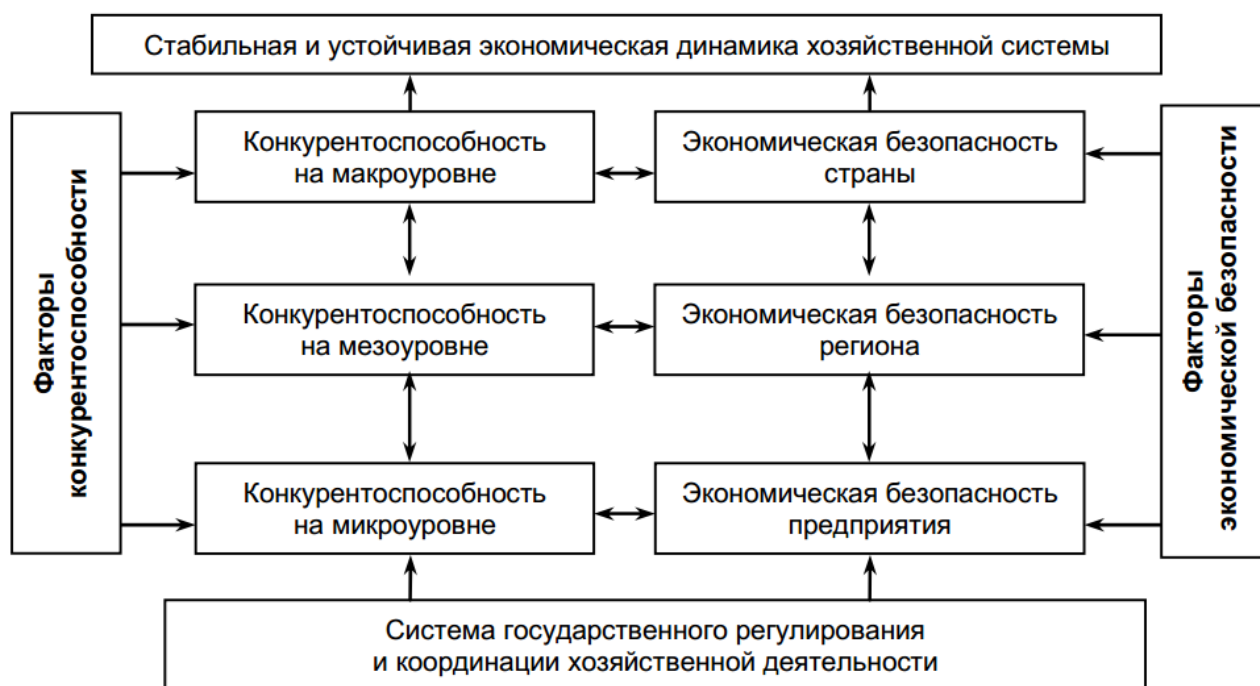 Стабильная и устойчивая экономическая динамика хозяйственной системы
Факторы
конкурентоспособности
Конкурентоспособность
на макроуровне
Экономическая безопасность
страны
Конкурентоспособность
на мезоуровне
Экономическая безопасность
региона
Конкурентоспособность
на микроуровне
Экономическая безопасность
предприятия
Факторы
экономической безопасности
Система государственного регулирования
и координации хозяйственной деятельности